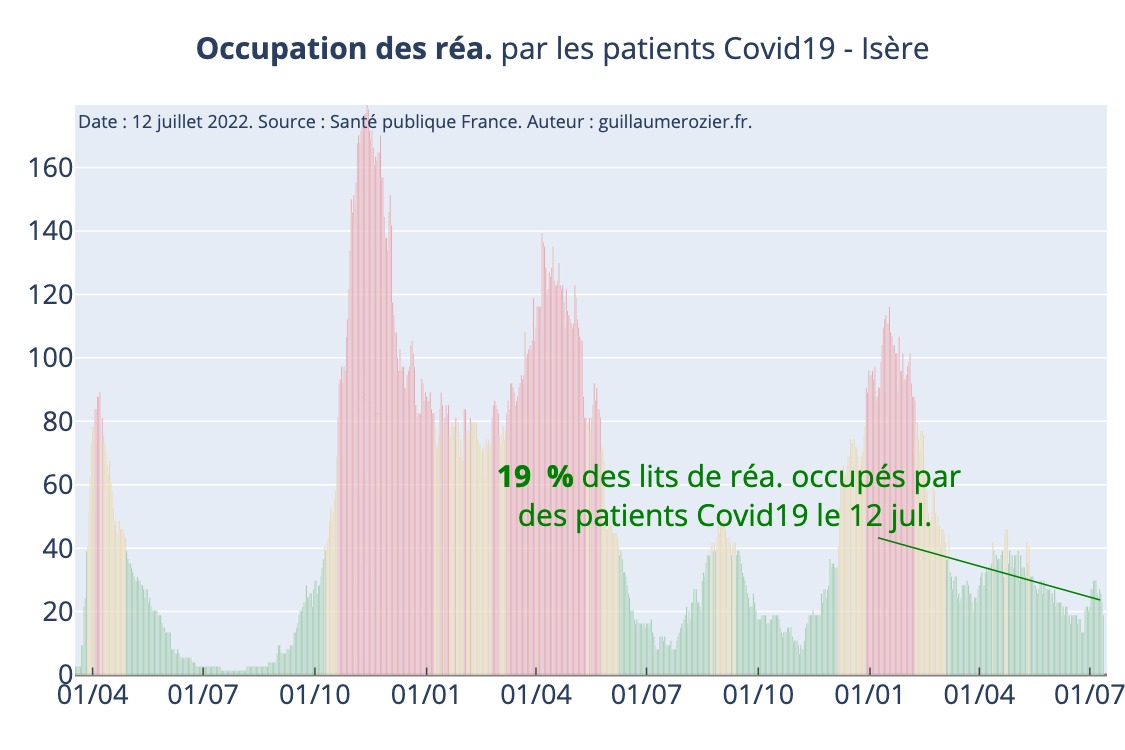 Occupation des réa. par les patients Covid19 - Isère
Date : 12 juillet 2022. Source : Santé publique France. Auteur : guillaumerozier.fr.
160
140
120
100
80
60
40
20
0
19 % des lits de réa. occupés par
des patients Covid19 le 12 jul.
01/04 01/07 01/10 01/01 01/04 01/07 01/10 01/01 01/04 01/07